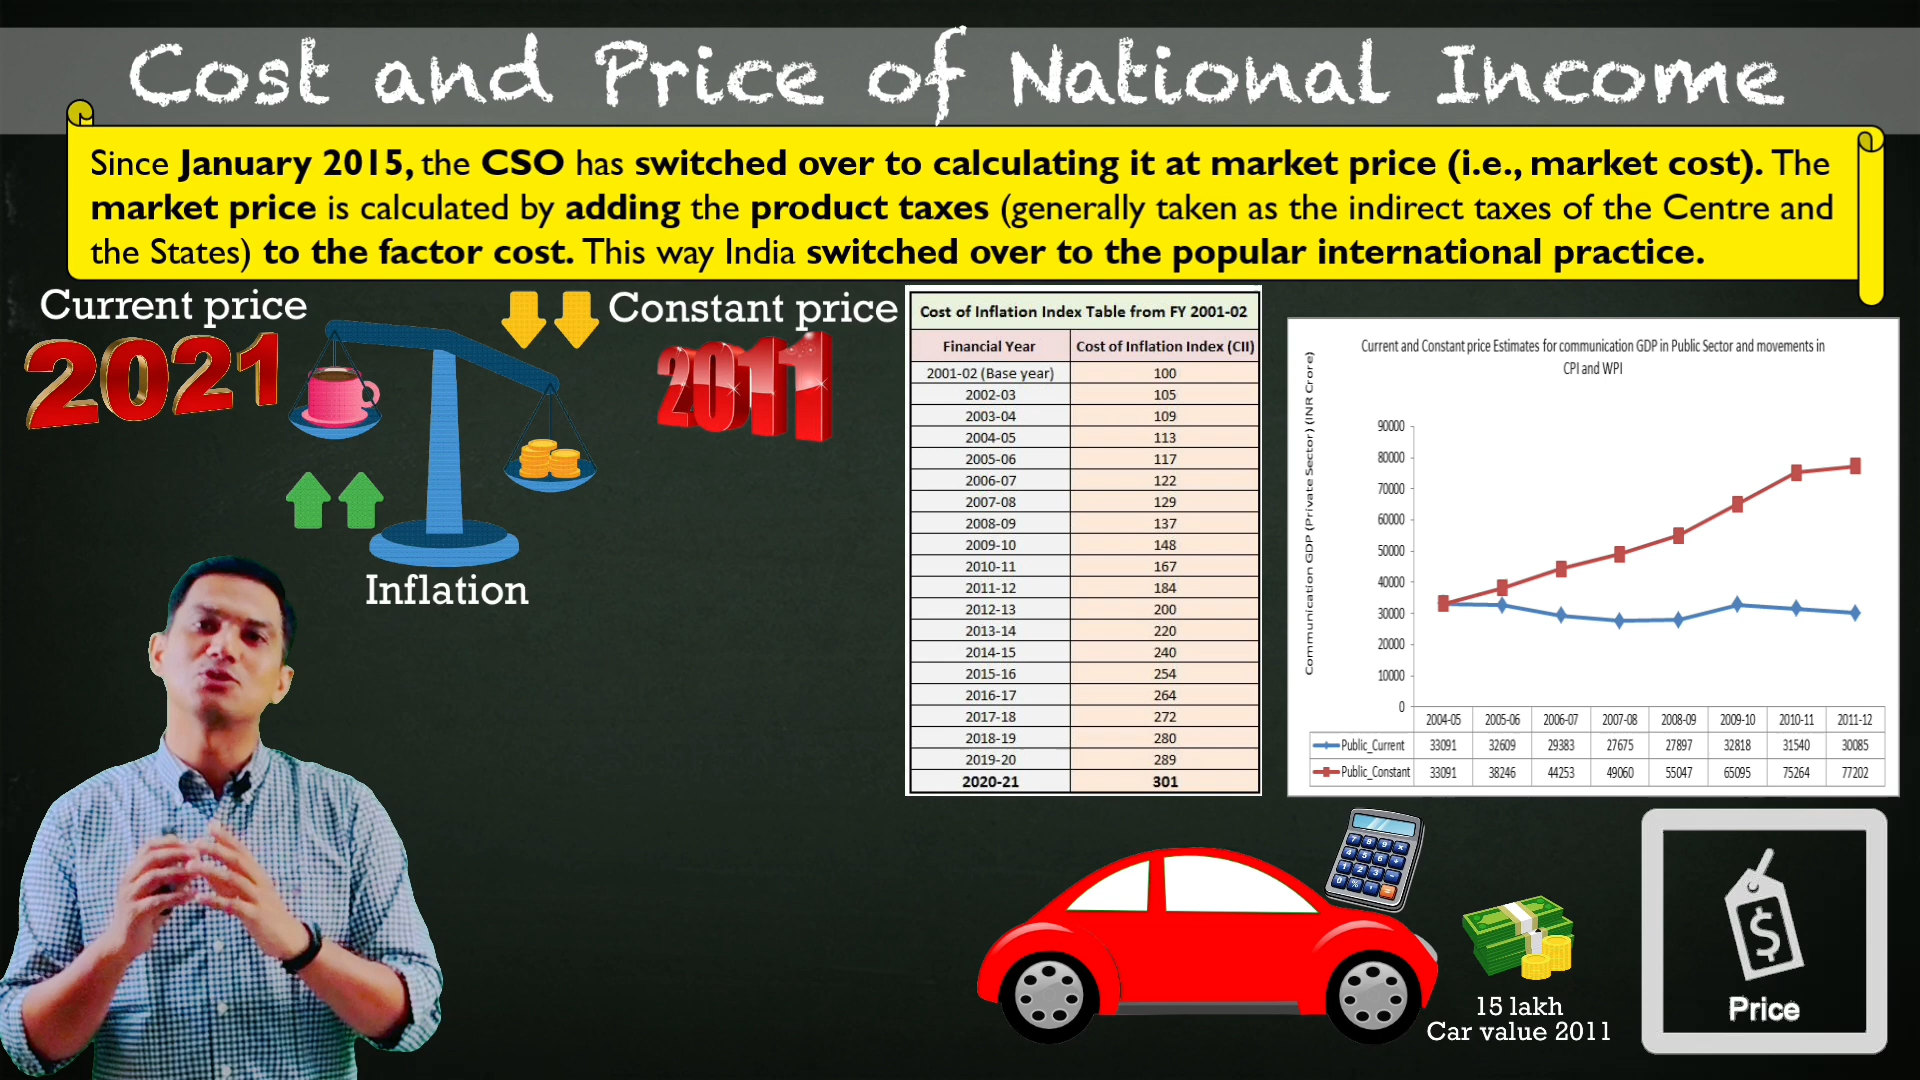 Cost and Price of National Income
Since January 2015, the CSO has switched over to calculating it at market price (i.e., market cost). The
market price is calculated by adding the product taxes (generally taken as the indirect taxes of the Centre and
the States) to the factor cost. This way India switched over to the popular international practice.
Current price
2021
Constant price
2011
Inflation
Cost of Inflation Index Table from FY 2001-02
Financial Year Cost of Inflation Index (CII)
2001-02 (Base year) 100
2002-03 105
2003-04 109
2004-05 113
2005-06 117
2006-07 122
2007-08 129
2008-09 137
2009-10 148
2010-11 167
2011-12 184
2012-13 200
2013-14 220
2014-15 240
2015-16 254
2016-17 264
2017-18 272
2018-19 280
2019-20 289
2020-21 301
Current and Constant price Estimates for communication GDP in Public Sector and movements in
CPI and WPI
Communication GDP (Private Sector) (INR Crore)
90000
80000
70000
60000
50000
40000
30000
20000
10000
0
2004-05 2005-06 2006-07 2007-08 2008-09 2009-10 2010-11 2011-12
Public_Current 33091 32609 29383 27675 27897 32818 31540 30085
Public_Constant 33091 38246 44253 49060 55047 65095 75264 77202
15 lakh
Car value 2011
$
Price